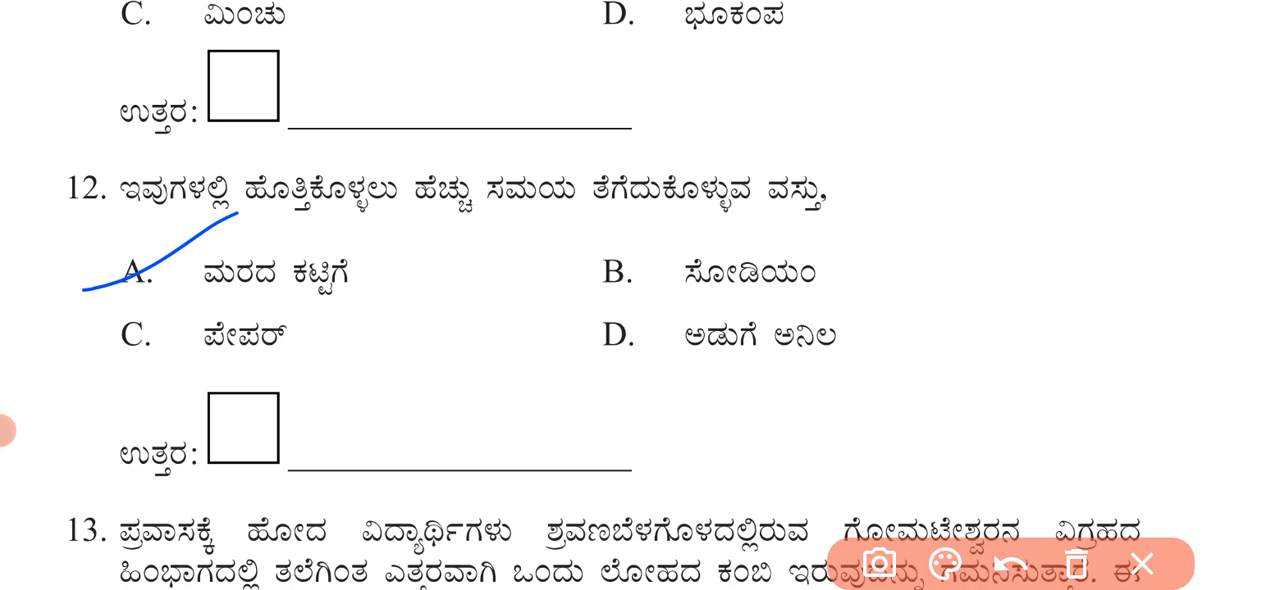 C. ಮಿಂಚು D. ಭೂಕಂಪ
ಉತ್ತರ:
12. ಇವುಗಳಲ್ಲಿ ಹೊತ್ತಿಕೊಳ್ಳಲು ಹೆಚ್ಚು ಸಮಯ ತೆಗೆದುಕೊಳ್ಳುವ ವಸ್ತು,
A. ಮರದ ಕಟ್ಟಿಗೆ B. ಸೋಡಿಯಂ
C. ಪೇಪರ್ D. ಅಡುಗೆ ಅನಿಲ
ಉತ್ತರ:
13. ಪ್ರವಾಸಕ್ಕೆ ಹೋದ ವಿದ್ಯಾರ್ಥಿಗಳು ಶ್ರವಣಬೆಳಗೊಳದಲ್ಲಿರುವ ಗೋಮಟೇಶ್ವರನ ವಿಗ್ರಹದ
ಹಿಂಭಾಗದಲ್ಲಿ ತಲೆಗಿಂತ ಎತ್ತರವಾಗಿ ಒಂದು ಲೋಹದ ಕಂಬಿ